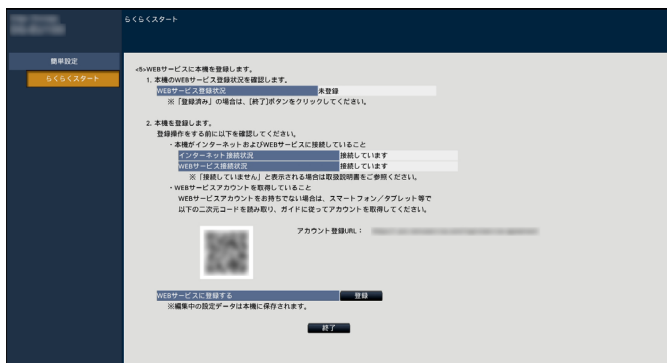 らくらくスタート
簡単設定
らくらくスタート
<5>WEBサービスに本機を登録します。
1. 本機のWEBサービス登録状況を確認します。
WEBサービス登録状況 未登録
※「登録済み」の場合は、[終了]ボタンをクリックしてください。
2. 本機を登録します。
登録操作をする前に以下を確認してください。
・本機がインターネットおよびWEBサービスに接続していること
インターネット接続状況 接続しています
WEBサービス接続状況 接続しています
※「接続していません」と表示される場合は取扱説明書をご参照ください。
・WEBサービスアカウントを取得していること
WEBサービスアカウントをお持ちでない場合は、スマートフォン/タブレット等で
以下の二次元コードを読み取り、ガイドに従ってアカウントを取得してください。
アカウント登録URL：
WEBサービスに登録する 登録
※編集中の設定データは本機に保存されます。
終了